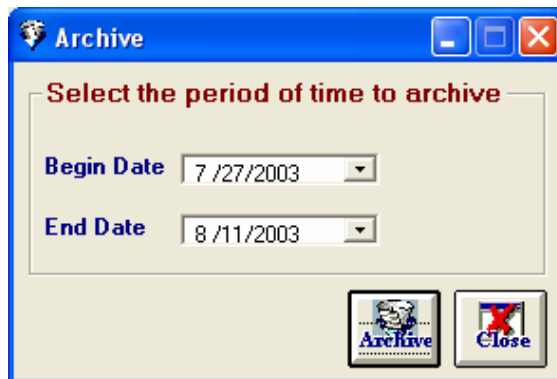 Archive
Select the period of time to archive
Begin Date 7 /27/2003
End Date 8 /11/2003
Archive Close